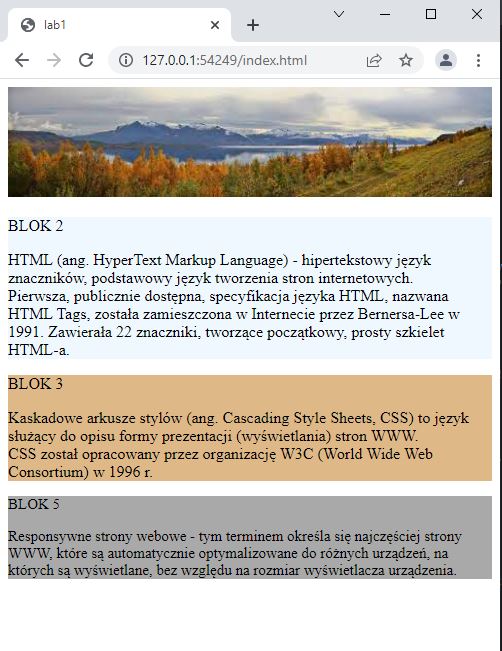 lab1
127.0.0.1:54249/index.html
BLOK 2
HTML (ang. HyperText Markup Language) - hipertekstowy język
znaczników, podstawowy język tworzenia stron internetowych.
Pierwsza, publicznie dostępna, specyfikacja języka HTML, nazwana
HTML Tags, została zamieszczona w Internecie przez Bernersa-Lee w
1991. Zawierała 22 znaczniki, tworzące początkowy, prosty szkielet
HTML-a.
BLOK 3
Kaskadowe arkusze stylów (ang. Cascading Style Sheets, CSS) to język
służący do opisu formy prezentacji (wyświetlania) stron WWW.
CSS został opracowany przez organizację W3C (World Wide Web
Consortium) w 1996 r.
BLOK 5
Responsywne strony webowe - tym terminem określa się najczęściej strony
WWW, które są automatycznie optymalizowane do różnych urządzeń, na
których są wyświetlane, bez względu na rozmiar wyświetlacza urządzenia.